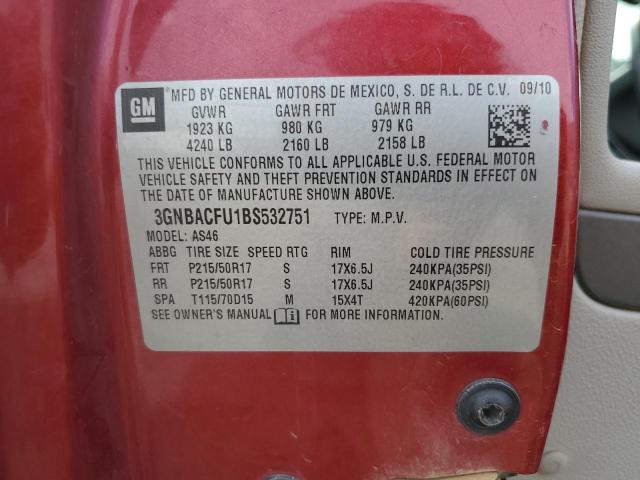 GM
MFD BY GENERAL MOTORS DE MEXICO, S. DE R.L. DE C.V. 09/10
GVWR GAWR FRT GAWR RR
1923 KG 980 KG 979 KG
4240 LB 2160 LB 2158 LB
THIS VEHICLE CONFORMS TO ALL APPLICABLE U.S. FEDERAL MOTOR
VEHICLE SAFETY AND THEFT PREVENTION STANDARDS IN EFFECT ON
THE DATE OF MANUFACTURE SHOWN ABOVE.
3GNBACFU1BS532751 TYPE: M.P.V.
MODEL: AS46
ABBG TIRE SIZE SPEED RTG RIM COLD TIRE PRESSURE
FRT P215/50R17 S 17X6.5J 240KPA(35PSI)
RR P215/50R17 S 17X6.5J 240KPA(35PSI)
SPA T115/70D15 M 15X4T 420KPA(60PSI)
SEE OWNER'S MANUAL i FOR MORE INFORMATION.